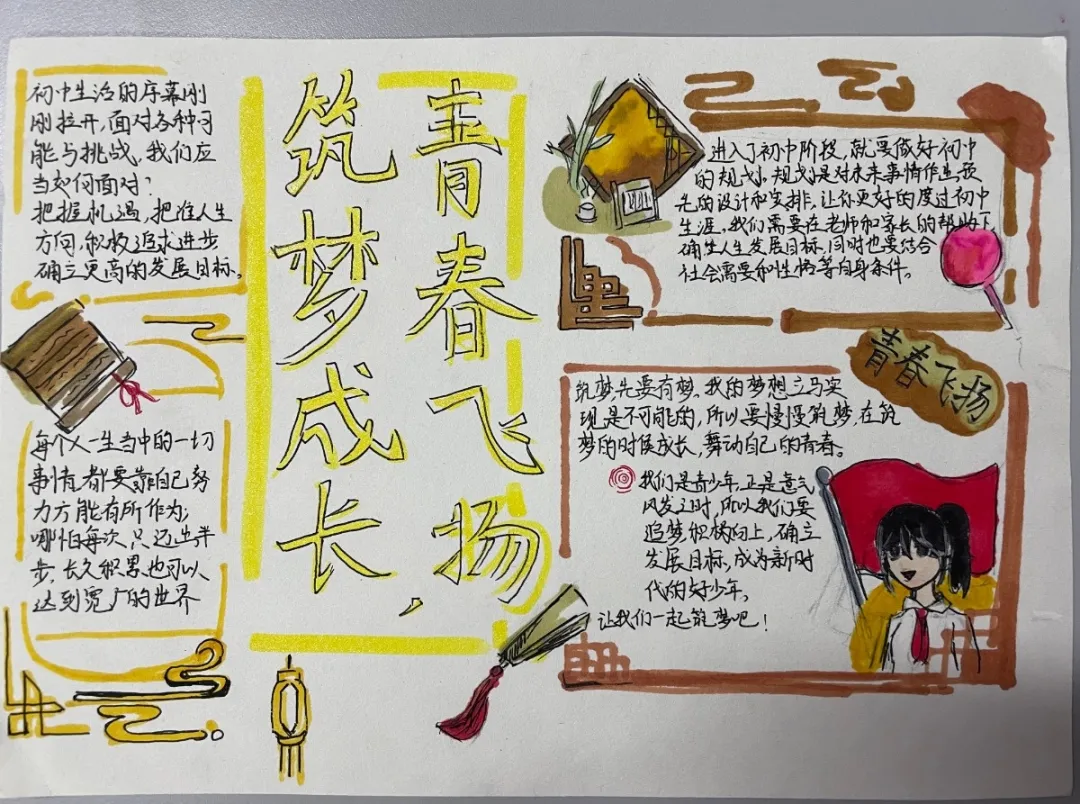 青春飞扬，
筑梦成长
初中生活的序幕刚
刚拉开，面对各种可
能与挑战，我们应
当如何面对？
把握机遇，把准人生
方向，积极追求进步，
确立更高的发展目标。
每个人一生当中的一切
事情都要靠自己努
力方能有所作为；
哪怕每次只迈出半
步，长久积累也可以
达到宽广的世界
进入了初中阶段，就要做好初中
的规划。规划是对未来事情作出预
先的设计和安排，让你更好的度过初中
生涯。我们需要在老师和家长的帮助下
确定人生发展目标，同时也要结合
社会需要和性格等自身条件。
青春飞扬
筑梦先要有梦。我的梦想立马实
现是不可能的，所以要慢慢筑梦，在筑
梦的时候成长，舞动自己的青春。
我们是青少年，正是意气
风发之时，所以我们要
追梦，积极向上，确立
发展目标，成为新时
代的好少年。
让我们一起筑梦吧！